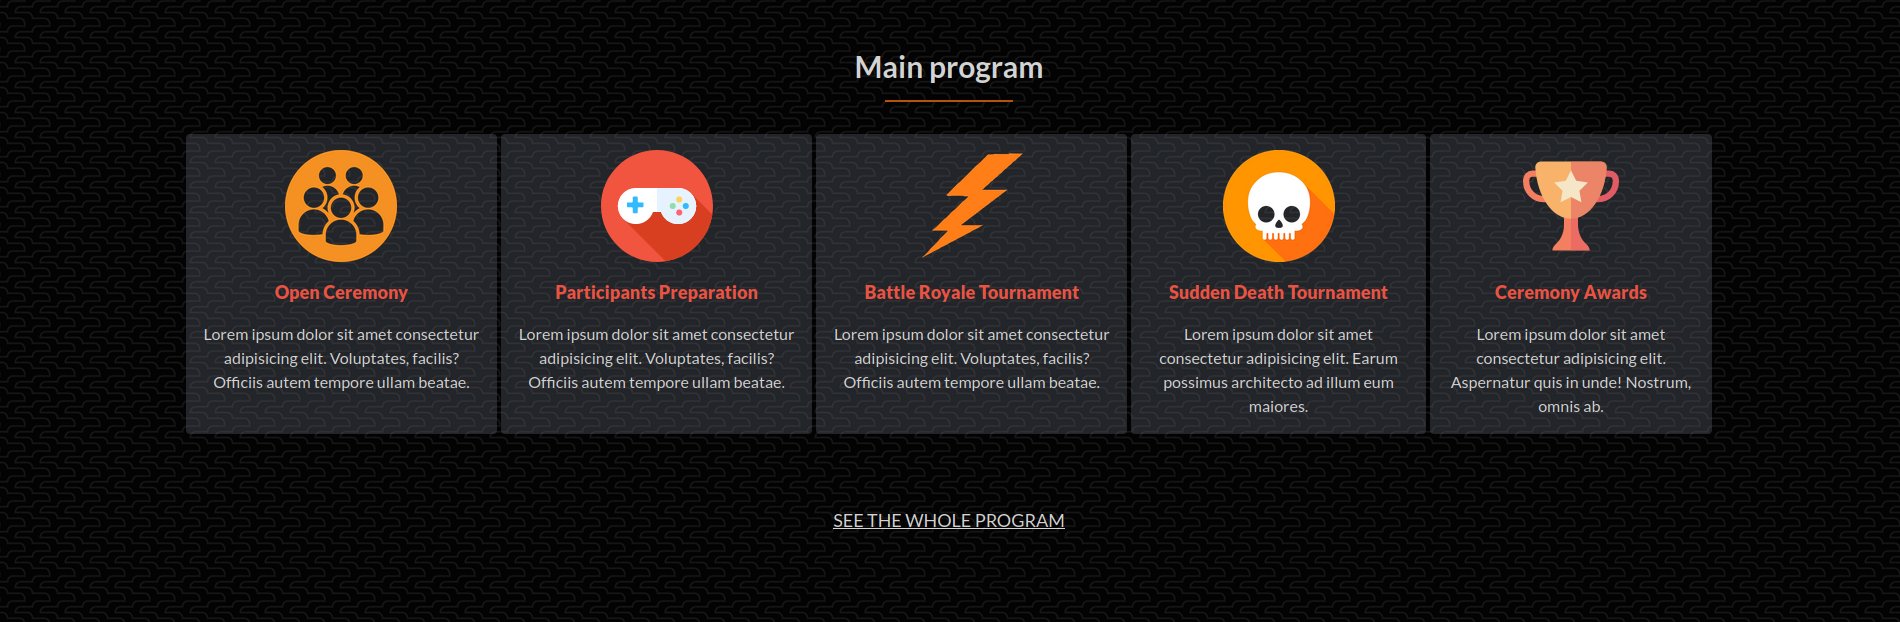 Main program
Open Ceremony
Lorem ipsum dolor sit amet consectetur
adipisicing elit. Voluptates, facilis?
Officiis autem tempore ullam beatae.
Participants Preparation
Lorem ipsum dolor sit amet consectetur
adipisicing elit. Voluptates, facilis?
Officiis autem tempore ullam beatae.
Battle Royale Tournament
Lorem ipsum dolor sit amet consectetur
adipisicing elit. Voluptates, facilis?
Officiis autem tempore ullam beatae.
Sudden Death Tournament
Lorem ipsum dolor sit amet
consectetur adipisicing elit. Earum
possimus architecto ad illum eum
maiores.
Ceremony Awards
Lorem ipsum dolor sit amet
consectetur adipisicing elit.
Aspernatur quis in unde! Nostrum,
omnis ab.
SEE THE WHOLE PROGRAM